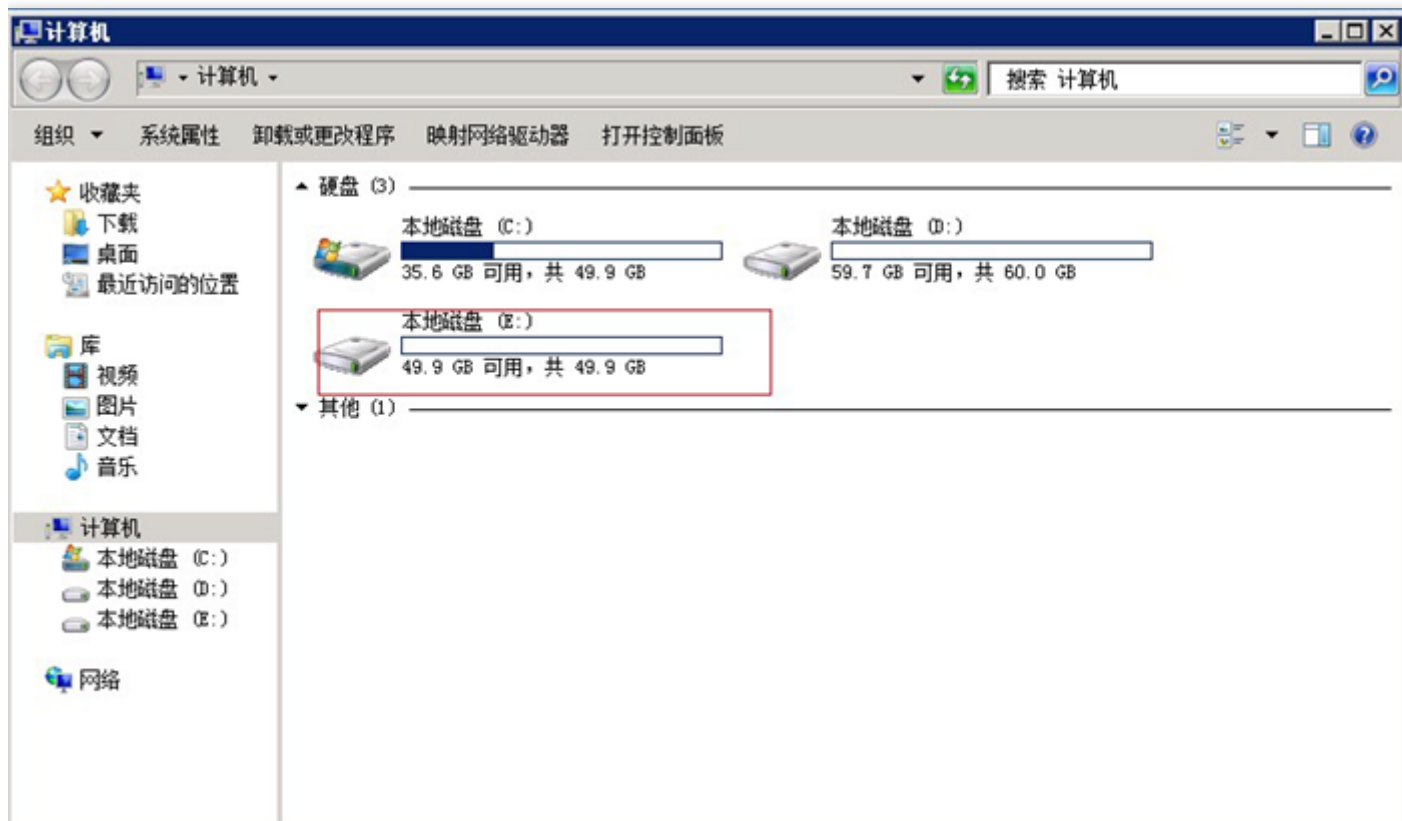 计算机
计算机
搜索 计算机
组织 系统属性 卸载或更改程序 映射网络驱动器 打开控制面板
收藏夹
下载
桌面
最近访问的位置
库
视频
图片
文档
音乐
计算机
本地磁盘 (C:)
本地磁盘 (D:)
本地磁盘 (E:)
网络
硬盘 (3)
本地磁盘 (C:)
35.6 GB 可用，共 49.9 GB
本地磁盘 (D:)
59.7 GB 可用，共 60.0 GB
本地磁盘 (E:)
49.9 GB 可用，共 49.9 GB
其他 (1)